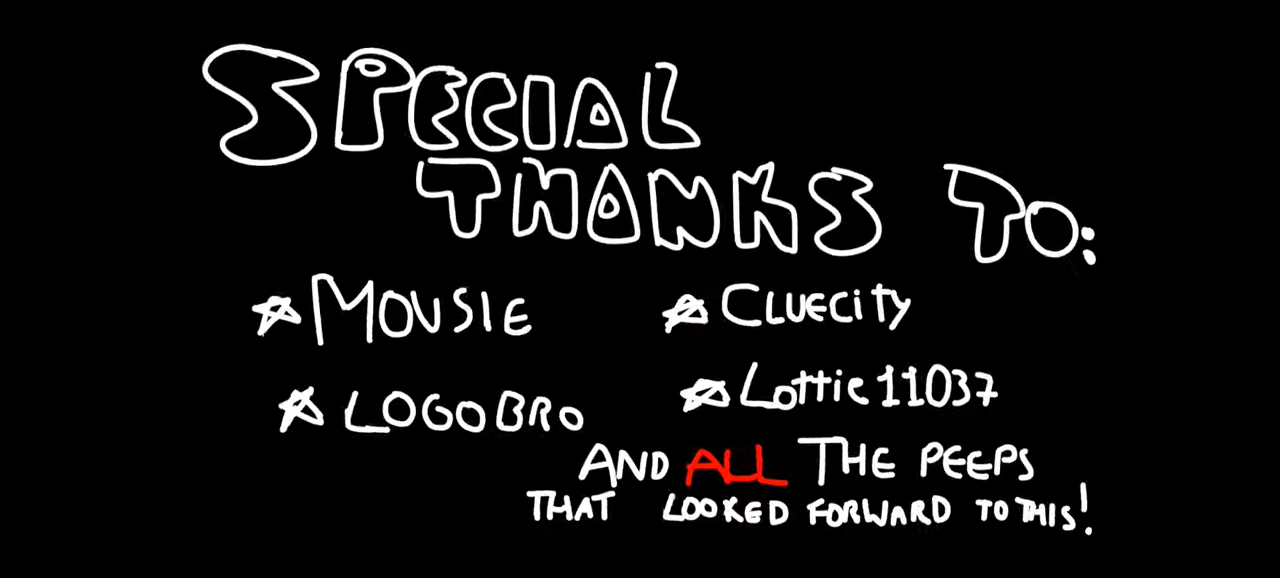 SPECIAL
THANKS TO:
MOUSIE
CLUECITY
LOGOBRO
Lottie11037
AND ALL THE PEEPS
THAT LOOKED FORWARD TO THIS!